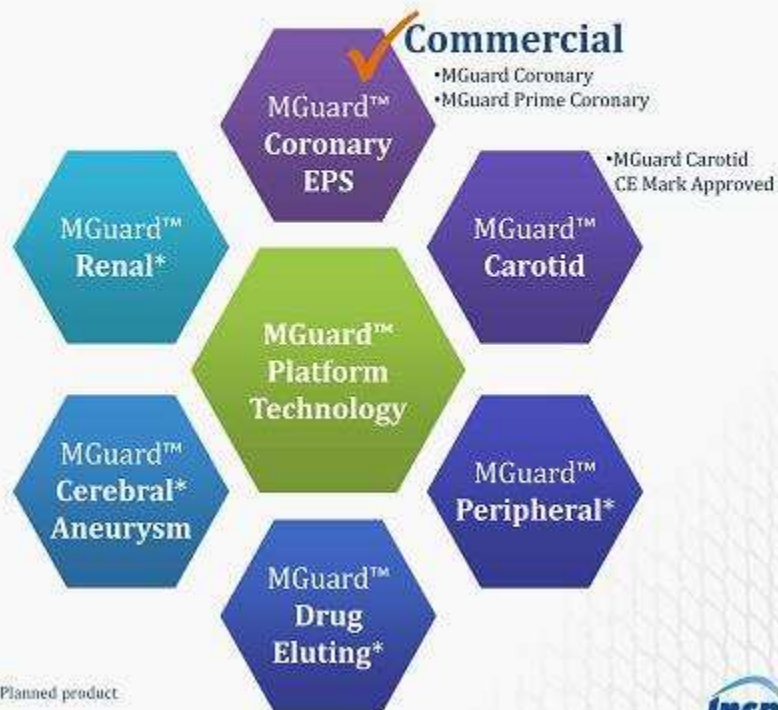 Commercial
•MGuard Coronary
•MGuard Prime Coronary
MGuard™
Coronary
EPS
•MGuard Carotid
CE Mark Approved
MGuard™
Renal*
MGuard™
Carotid
MGuard™
Platform
Technology
MGuard™
Cerebral*
Aneurysm
MGuard™
Peripheral*
MGuard™
Drug
Eluting*
Planned product